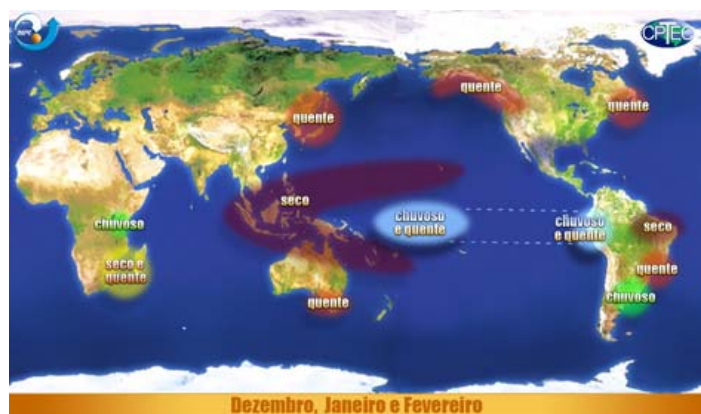 INPE
CPTEC
quente
quente
quente
seco
chuvoso
chuvoso
e quente
chuvoso
e quente
seco
seco e
quente
quente
quente
chuvoso
Dezembro, Janeiro e Fevereiro